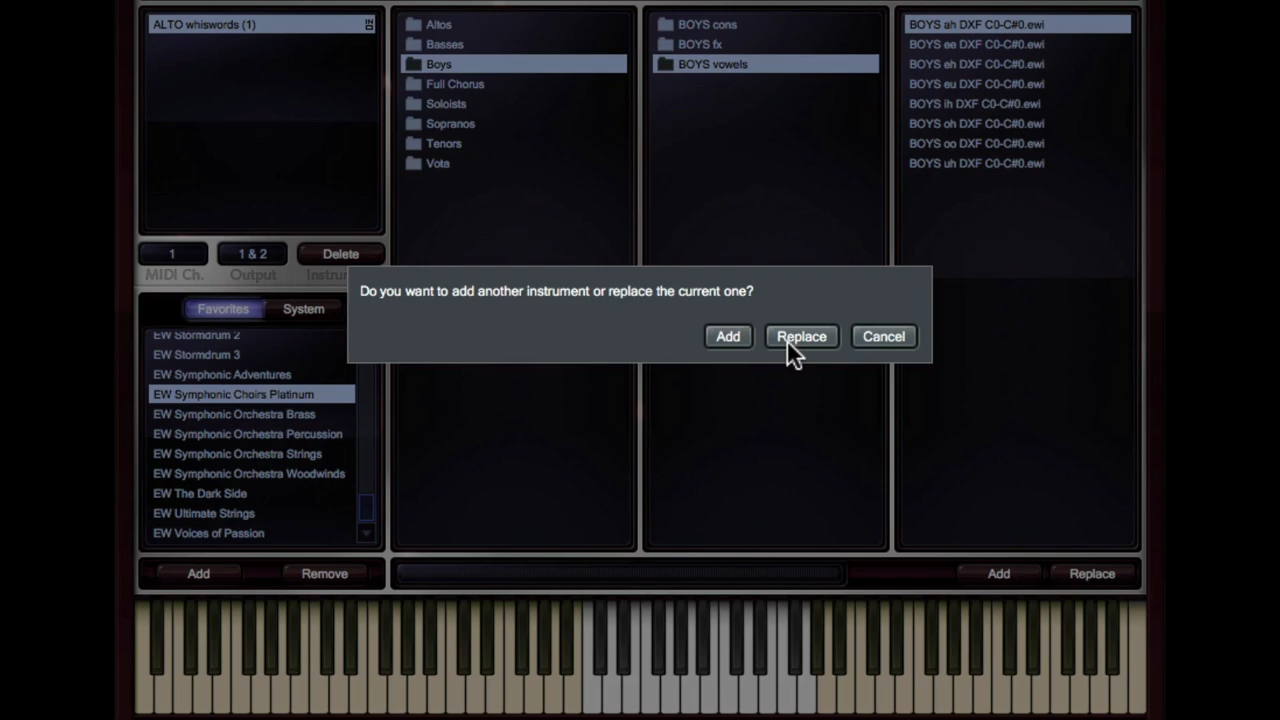 ALTO whiswords (1)
IND
1
1 & 2
Delete
MIDI Ch.
Output
Favorites
System
EW Stormdrum 2
EW Stormdrum 3
EW Symphonic Adventures
EW Symphonic Choirs Platinum
EW Symphonic Orchestra Brass
EW Symphonic Orchestra Percussion
EW Symphonic Orchestra Strings
EW Symphonic Orchestra Woodwinds
EW The Dark Side
EW Ultimate Strings
EW Voices of Passion
Add
Remove
Altos
Basses
Boys
Full Chorus
Soloists
Sopranos
Tenors
Vota
BOYS cons
BOYS fx
BOYS vowels
BOYS ah DXF C0-C#0.ewi
BOYS ee DXF C0-C#0.ewi
BOYS eh DXF C0-C#0.ewi
BOYS eu DXF C0-C#0.ewi
BOYS ih DXF C0-C#0.ewi
BOYS oh DXF C0-C#0.ewi
BOYS oo DXF C0-C#0.ewi
BOYS uh DXF C0-C#0.ewi
Do you want to add another instrument or replace the current one?
Add
Replace
Cancel
Add
Replace